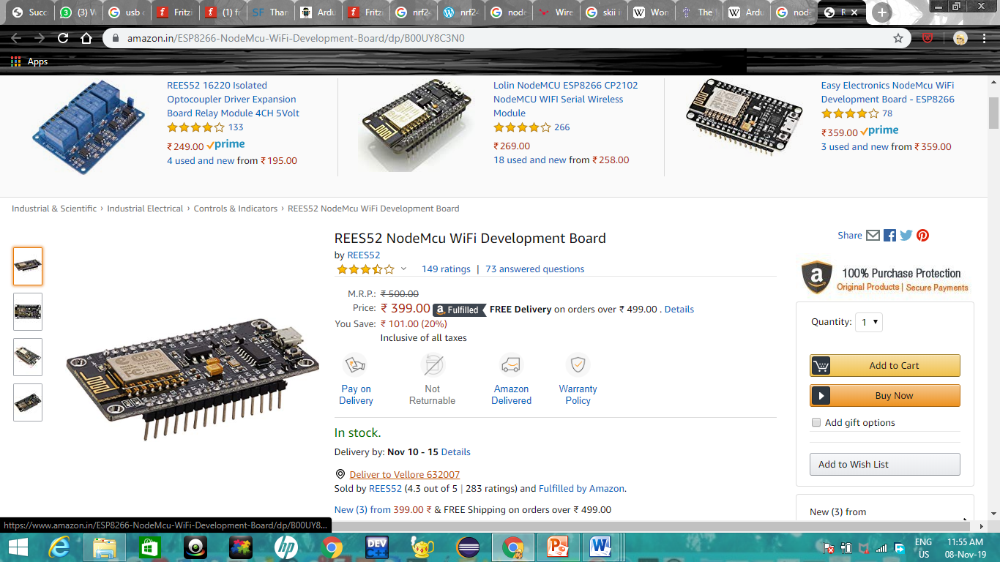 Succ
(3) W
usb c
Fritzi
(1) fr
SF Than
Ardu
Fritz
nrf24
nrf24
node
Wire
skii i
Won
The
Ardu
node
R
amazon.in/ESP8266-NodeMcu-WiFi-Development-Board/dp/B00UY8C3N0
Apps
REES52 16220 Isolated
Optocoupler Driver Expansion
Board Relay Module 4CH 5Volt
133
₹ 249.00 prime
4 used and new from ₹ 195.00
Lolin NodeMCU ESP8266 CP2102
NodeMCU WIFI Serial Wireless
Module
266
₹ 269.00
18 used and new from ₹ 258.00
Easy Electronics NodeMcu WiFi
Development Board - ESP8266
78
₹ 359.00 prime
3 used and new from ₹ 359.00
Industrial & Scientific › Industrial Electrical › Controls & Indicators › REES52 NodeMcu WiFi Development Board
REES52 NodeMcu WiFi Development Board
by REES52
149 ratings | 73 answered questions
M.R.P.: ₹ 500.00
Price: ₹ 399.00 a Fulfilled FREE Delivery on orders over ₹ 499.00 . Details
You Save: ₹ 101.00 (20%)
Inclusive of all taxes
Pay on
Delivery
Not
Returnable
Amazon
Delivered
Warranty
Policy
In stock.
Delivery by: Nov 10 - 15 Details
Deliver to Vellore 632007
Sold by REES52 (4.3 out of 5 | 283 ratings) and Fulfilled by Amazon.
New (3) from 399.00 ₹ & FREE Shipping on orders over ₹ 499.00
Share
a 100% Purchase Protection
Original Products | Secure Payments
Quantity: 1
Add to Cart
Buy Now
Add gift options
Add to Wish List
New (3) from
WiFi
https://www.amazon.in/ESP8266-NodeMcu-WiFi-Development-Board/dp/B00UY8...
hp
DEV
C++
ENG
US
11:55 AM
08-Nov-19